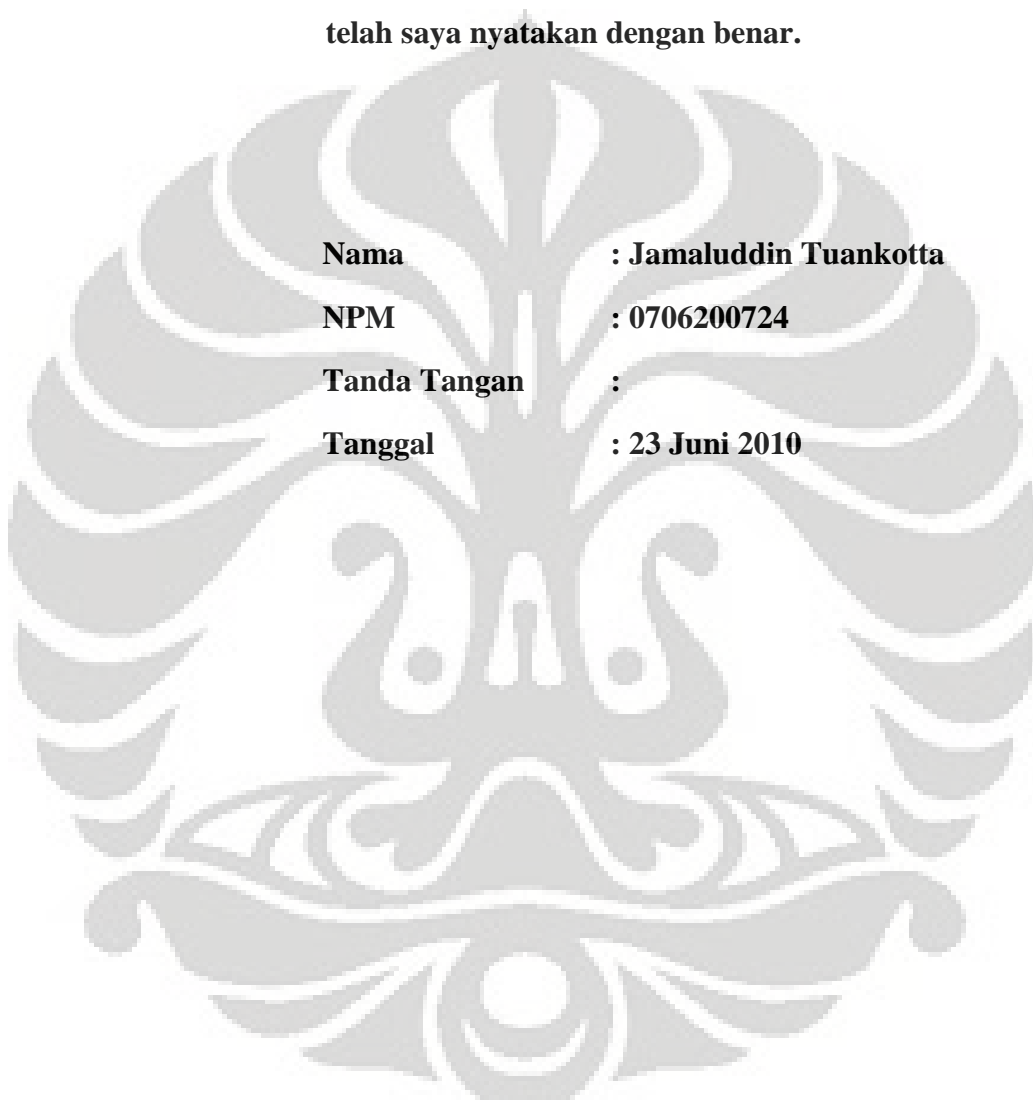 telah saya nyatakan dengan benar.
Nama : Jamaluddin Tuankotta
NPM : 0706200724
Tanda Tangan :
Tanggal : 23 Juni 2010